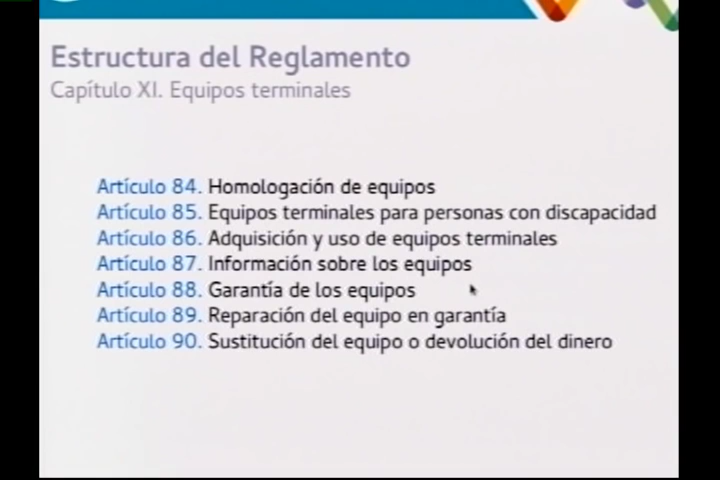 Estructura del Reglamento
Capítulo XI. Equipos terminales
Artículo 84. Homologación de equipos
Artículo 85. Equipos terminales para personas con discapacidad
Artículo 86. Adquisición y uso de equipos terminales
Artículo 87. Información sobre los equipos
Artículo 88. Garantía de los equipos
Artículo 89. Reparación del equipo en garantía
Artículo 90. Sustitución del equipo o devolución del dinero